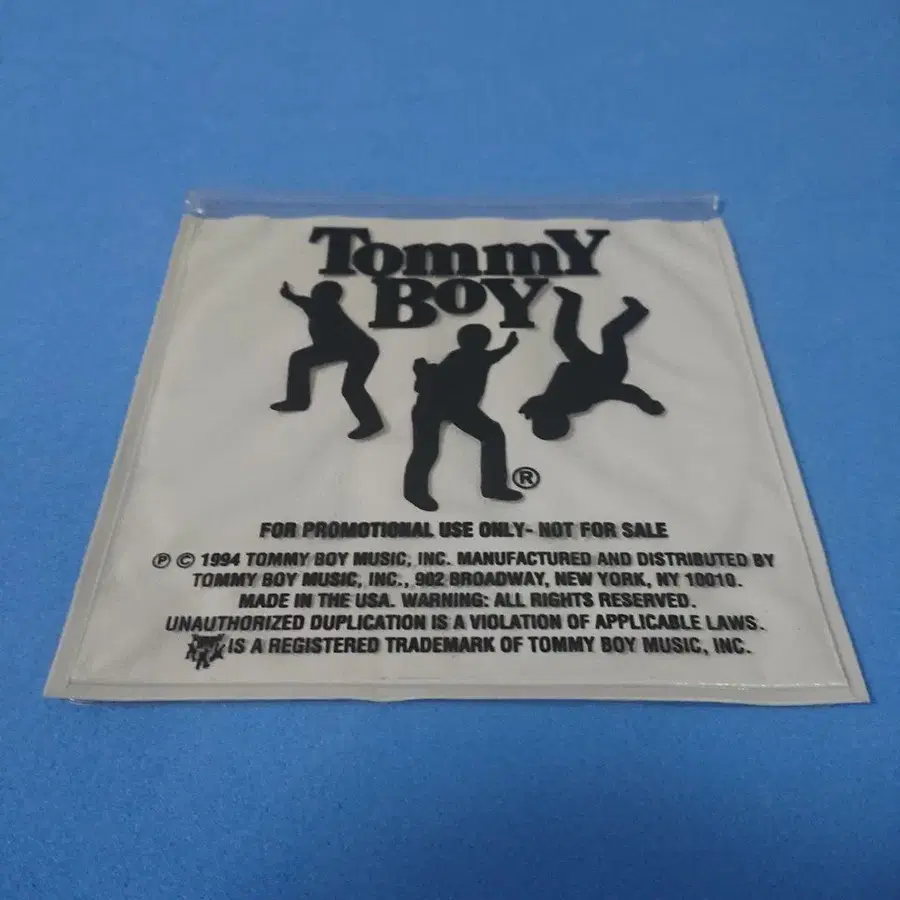 Tommy
Boy
®
FOR PROMOTIONAL USE ONLY- NOT FOR SALE
℗ © 1994 TOMMY BOY MUSIC, INC. MANUFACTURED AND DISTRIBUTED BY
TOMMY BOY MUSIC, INC., 902 BROADWAY, NEW YORK, NY 10010.
MADE IN THE USA. WARNING: ALL RIGHTS RESERVED.
UNAUTHORIZED DUPLICATION IS A VIOLATION OF APPLICABLE LAWS.
IS A REGISTERED TRADEMARK OF TOMMY BOY MUSIC, INC.